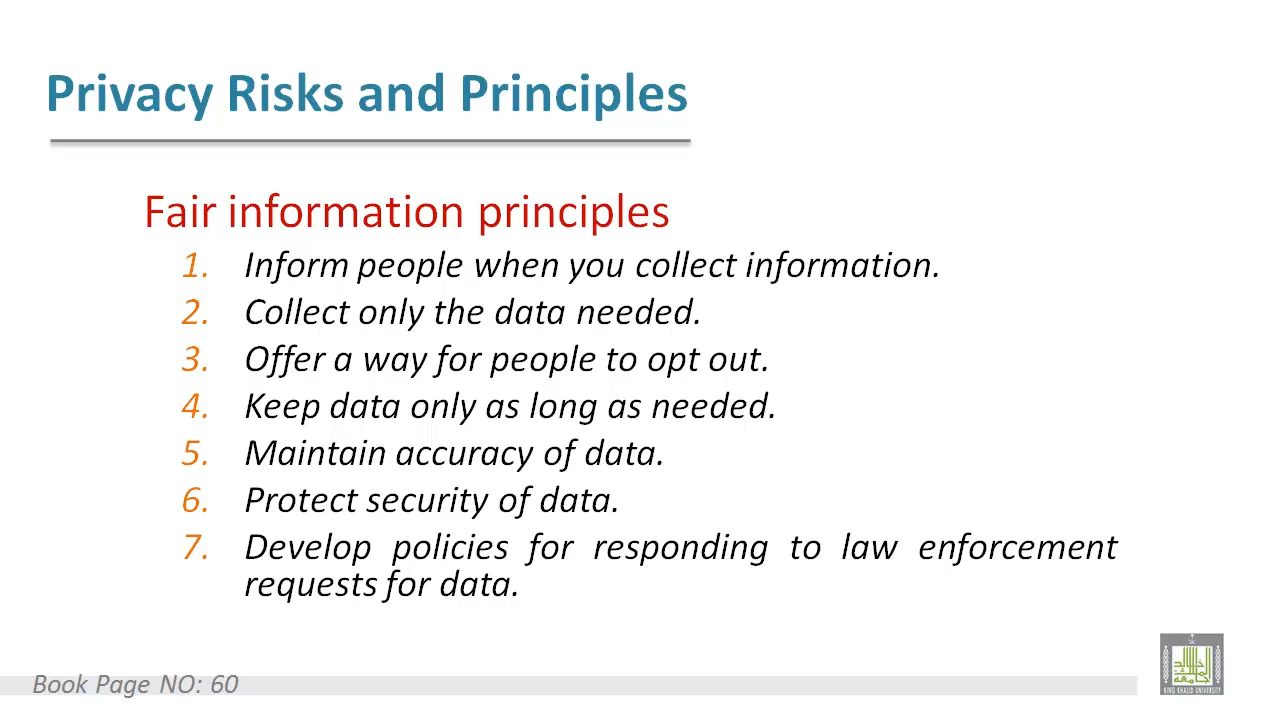 Privacy Risks and Principles
Fair information principles
1. Inform people when you collect information.
2. Collect only the data needed.
3. Offer a way for people to opt out.
4. Keep data only as long as needed.
5. Maintain accuracy of data.
6. Protect security of data.
7. Develop policies for responding to law enforcement
requests for data.
KING KHALID UNIVERSITY
Book Page NO: 60